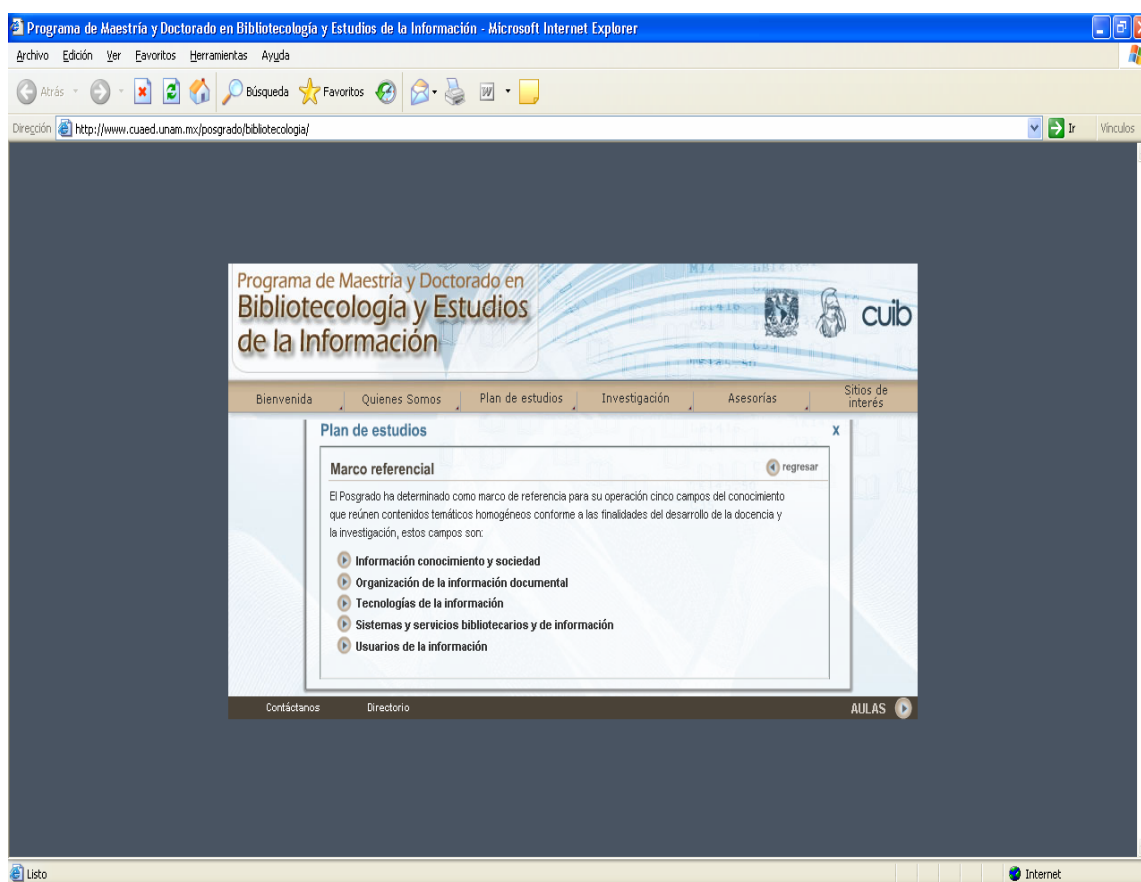 Programa de Maestría y Doctorado en Bibliotecología y Estudios de la Información - Microsoft Internet Explorer
Archivo Edición Ver Favoritos Herramientas Ayuda
Atrás Búsqueda Favoritos
Dirección http://www.cuaed.unam.mx/posgrado/bibliotecologia/ Ir Vínculos
Programa de Maestría y Doctorado en
Bibliotecología y Estudios
de la Información
cuib
Bienvenida Quienes Somos Plan de estudios Investigación Asesorías Sitios de
interés
Plan de estudios X
Marco referencial regresar
El Posgrado ha determinado como marco de referencia para su operación cinco campos del conocimiento
que reúnen contenidos temáticos homogéneos conforme a las finalidades del desarrollo de la docencia y
la investigación, estos campos son:
Información conocimiento y sociedad
Organización de la información documental
Tecnologías de la información
Sistemas y servicios bibliotecarios y de información
Usuarios de la información
Contáctanos Directorio AULAS
Listo Internet